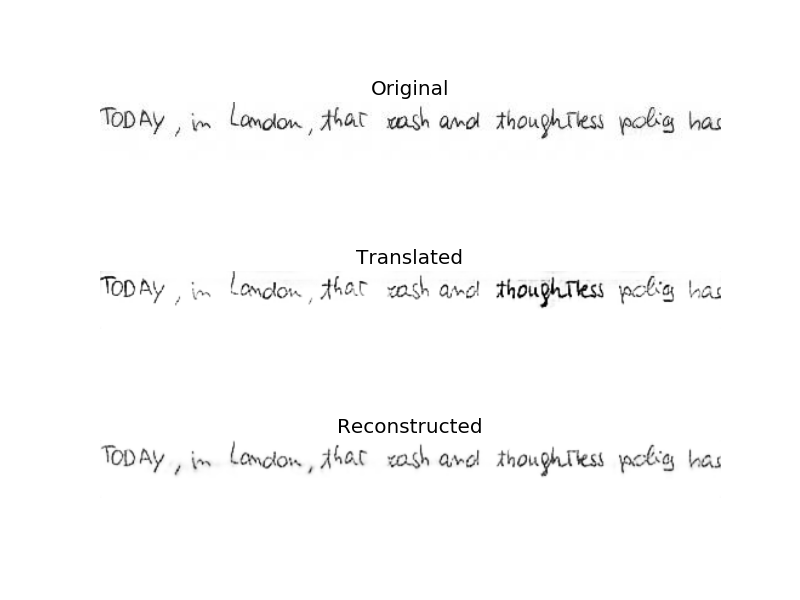 Original
TODAY, in London, that rash and thoughtless policy has
Translated
TODAY, in London, that rash and thoughtless policy has
Reconstructed
TODAY, in London, that rash and thoughtless policy has